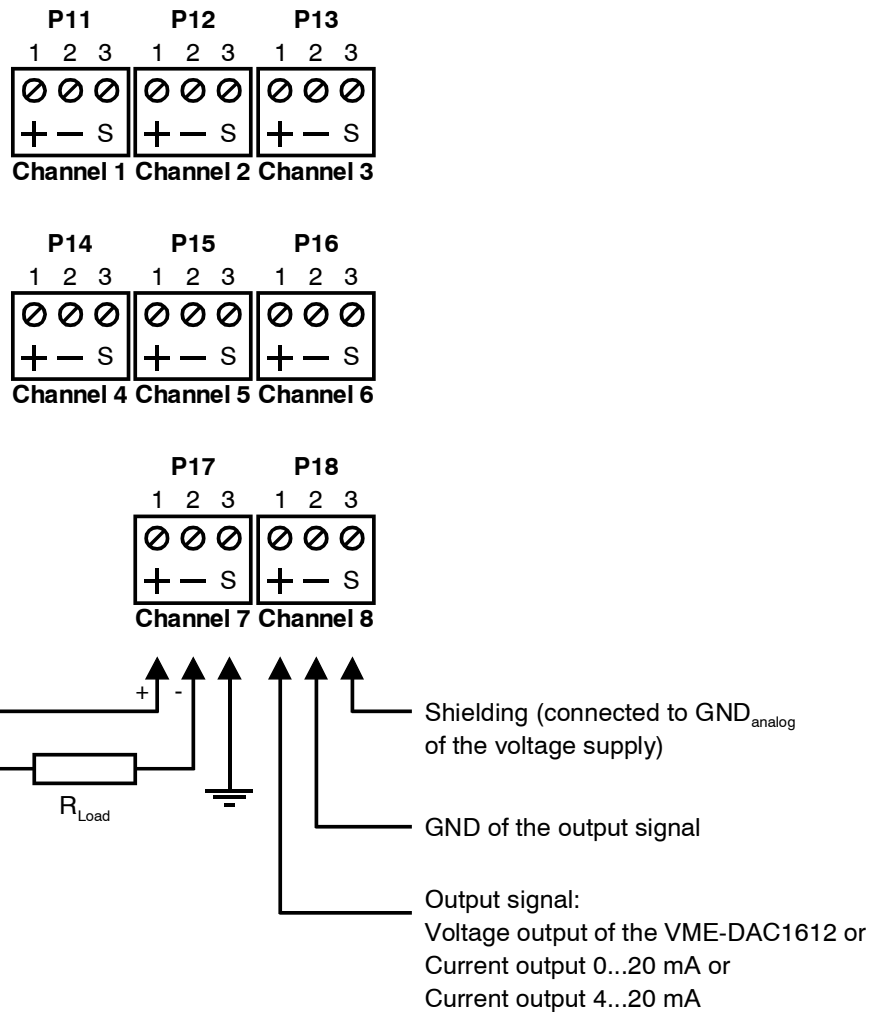 P11 P12 P13
1 2 3 1 2 3 1 2 3
+ — S + — S + — S
Channel 1 Channel 2 Channel 3
P14 P15 P16
1 2 3 1 2 3 1 2 3
+ — S + — S + — S
Channel 4 Channel 5 Channel 6
P17 P18
1 2 3 1 2 3
+ — S + — S
Channel 7 Channel 8
+ -
Shielding (connected to GNDanalog
of the voltage supply)
RLoad
GND of the output signal
Output signal:
Voltage output of the VME-DAC1612 or
Current output 0...20 mA or
Current output 4...20 mA